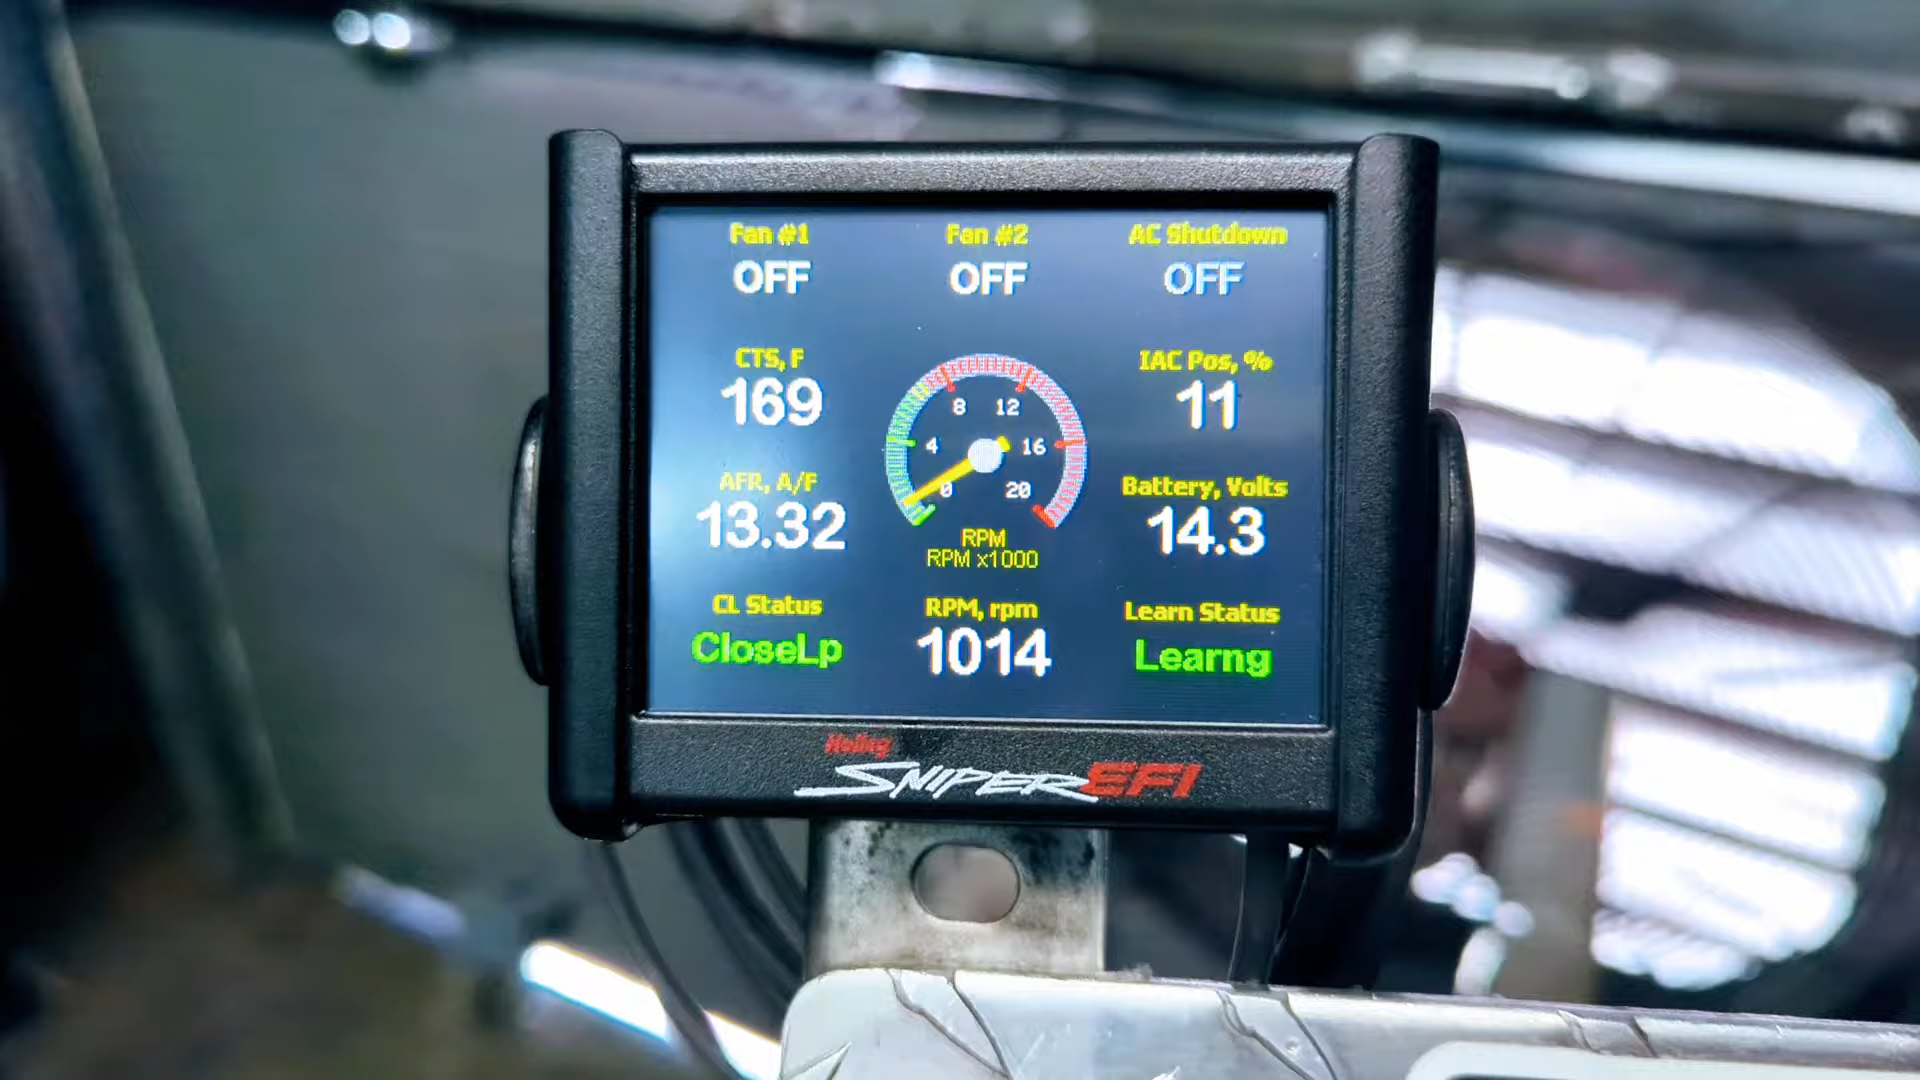 Fan #1 Fan #2 AC Shutdown
OFF OFF OFF
CTS, F IAC Pos, %
169 11
8 12
4 16
0 20
AFR, A/F Battery, Volts
13.32 14.3
RPM
RPM x1000
CL Status RPM, rpm Learn Status
CloseLp 1014 Learng
Holley
SNIPER EFI